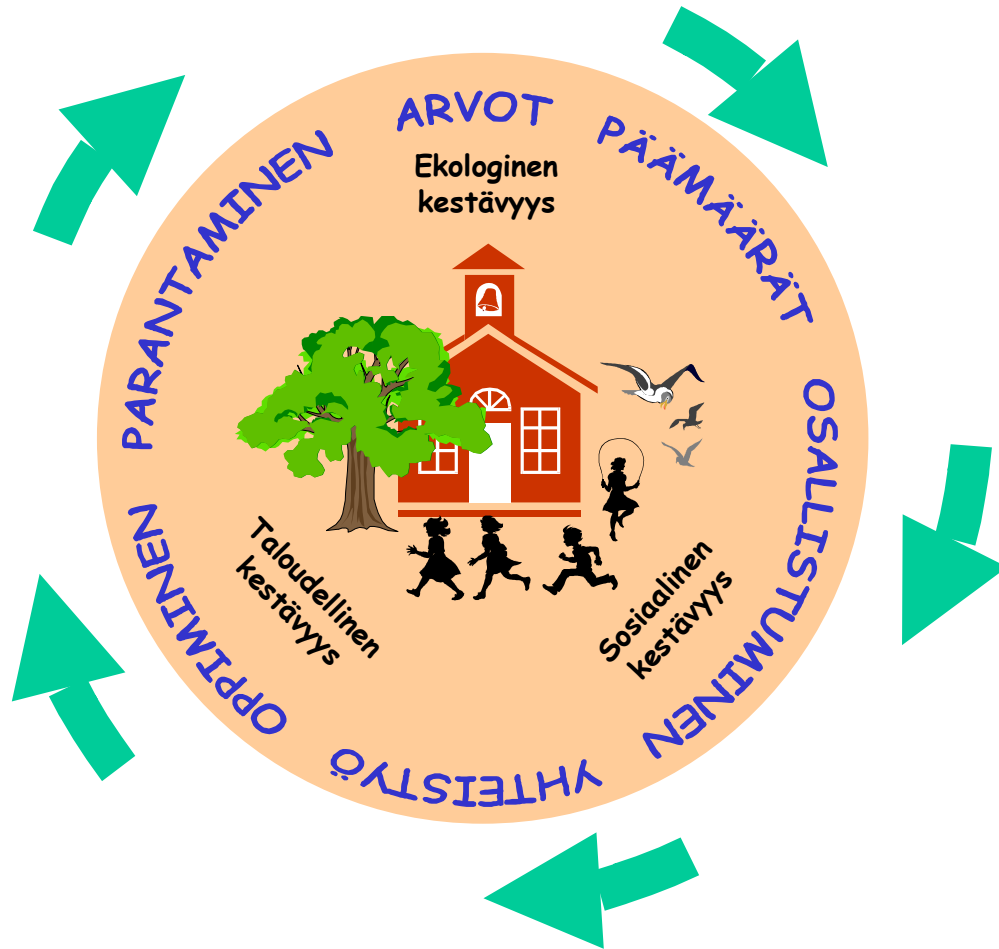 ARVOT
PÄÄMÄÄRÄT
OSALLISTUMINEN
YHTEISTYÖ
OPPIMINEN
PARANTAMINEN
Ekologinen
kestävyys
Sosiaalinen
kestävyys
Taloudellinen
kestävyys